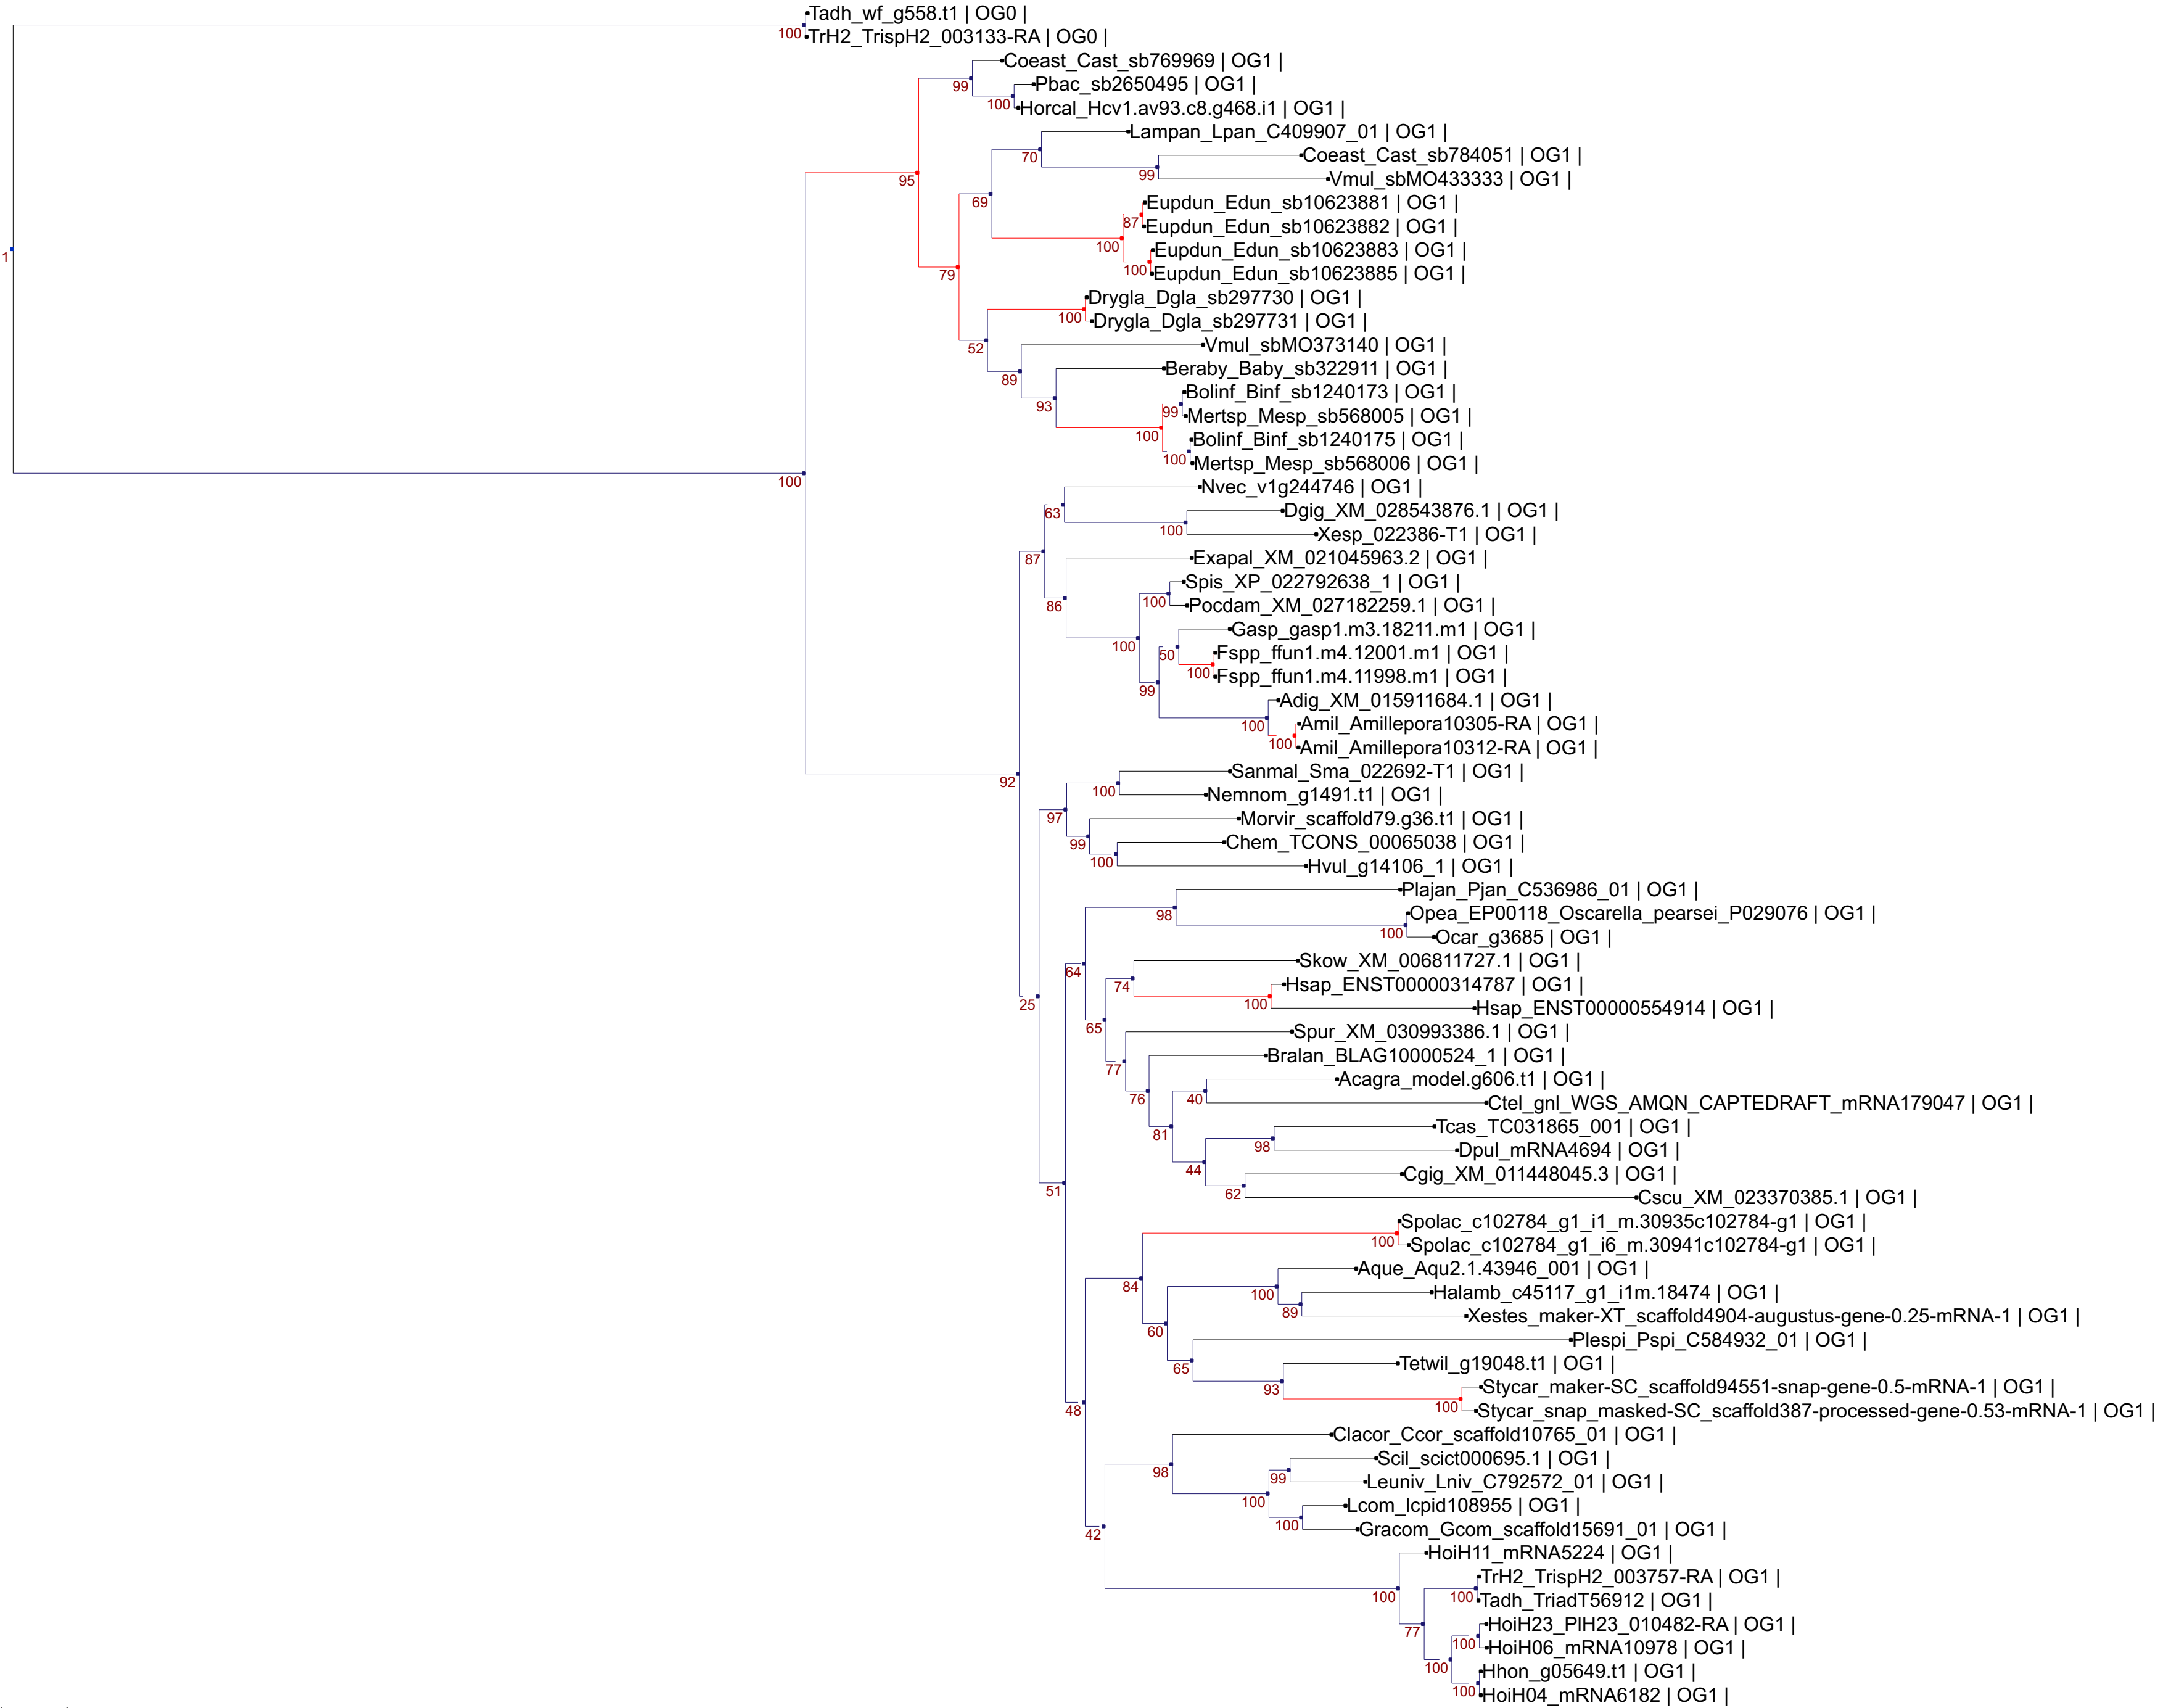 Tadh_wf_g558.t1 | OG0 |
100
TrH2_TrispH2_003133-RA | OG0 |
Coeast_Cast_sb769969 | OG1 |
99
Pbac_sb2650495 | OG1 |
100
Horcal_Hcv1.av93.c8.g468.i1 | OG1 |
Lampan_Lpan_C409907_01 | OG1 |
70
Coeast_Cast_sb784051 | OG1 |
99
95
Vmul_sbMO433333 | OG1 |
69
Eupdun_Edun_sb10623881 | OG1 |
87
Eupdun_Edun_sb10623882 | OG1 |
100
1
Eupdun_Edun_sb10623883 | OG1 |
100
79
Eupdun_Edun_sb10623885 | OG1 |
Drygla_Dgla_sb297730 | OG1 |
100
Drygla_Dgla_sb297731 | OG1 |
52
Vmul_sbMO373140 | OG1 |
89
Beraby_Baby_sb322911 | OG1 |
Bolinf_Binf_sb1240173 | OG1 |
93
99
Mertsp_Mesp_sb568005 | OG1 |
100
Bolinf_Binf_sb1240175 | OG1 |
100
Mertsp_Mesp_sb568006 | OG1 |
100
Nvec_v1g244746 | OG1 |
63
Dgig_XM_028543876.1 | OG1 |
100
Xesp_022386-T1 | OG1 |
87
Exapal_XM_021045963.2 | OG1 |
Spis_XP_022792638_1 | OG1 |
86
100
Pocdam_XM_027182259.1 | OG1 |
Gasp_gasp1.m3.18211.m1 | OG1 |
100
50
Fspp_ffun1.m4.12001.m1 | OG1 |
100
Fspp_ffun1.m4.11998.m1 | OG1 |
99
Adig_XM_015911684.1 | OG1 |
100
Amil_Amillepora10305-RA | OG1 |
100
Amil_Amillepora10312-RA | OG1 |
92
Sanmal_Sma_022692-T1 | OG1 |
100
Nemnom_g1491.t1 | OG1 |
97
Morvir_scaffold79.g36.t1 | OG1 |
99
Chem_TCONS_00065038 | OG1 |
100
Hvul_g14106_1 | OG1 |
Plajan_Pjan_C536986_01 | OG1 |
98
Opea_EP00118_Oscarella_pearsei_P029076 | OG1 |
100
Ocar_g3685 | OG1 |
64
Skow_XM_006811727.1 | OG1 |
74
Hsap_ENST00000314787 | OG1 |
25
100
Hsap_ENST00000554914 | OG1 |
65
Spur_XM_030993386.1 | OG1 |
77
Bralan_BLAG10000524_1 | OG1 |
Acagra_model.g606.t1 | OG1 |
76
40
Ctel_gnl_WGS_AMQN_CAPTEDRAFT_mRNA179047 | OG1 |
Tcas_TC031865_001 | OG1 |
81
98
Dpul_mRNA4694 | OG1 |
44
Cgig_XM_011448045.3 | OG1 |
51
62
Cscu_XM_023370385.1 | OG1 |
Spolac_c102784_g1_i1_m.30935c102784-g1 | OG1 |
100
Spolac_c102784_g1_i6_m.30941c102784-g1 | OG1 |
Aque_Aqu2.1.43946_001 | OG1 |
84
100
Halamb_c45117_g1_i1m.18474 | OG1 |
89
Xestes_maker-XT_scaffold4904-augustus-gene-0.25-mRNA-1 | OG1 |
60
Plespi_Pspi_C584932_01 | OG1 |
65
Tetwil_g19048.t1 | OG1 |
93
Stycar_maker-SC_scaffold94551-snap-gene-0.5-mRNA-1 | OG1 |
100
48
Stycar_snap_masked-SC_scaffold387-processed-gene-0.53-mRNA-1 | OG1 |
Clacor_Ccor_scaffold10765_01 | OG1 |
98
Scil_scict000695.1 | OG1 |
99
Leuniv_Lniv_C792572_01 | OG1 |
100
Lcom_lcpid108955 | OG1 |
100
42
Gracom_Gcom_scaffold15691_01 | OG1 |
HoiH11_mRNA5224 | OG1 |
TrH2_TrispH2_003757-RA | OG1 |
100
100
Tadh_TriadT56912 | OG1 |
HoiH23_PlH23_010482-RA | OG1 |
77
100
HoiH06_mRNA10978 | OG1 |
100
Hhon_g05649.t1 | OG1 |
100
HoiH04_mRNA6182 | OG1 |